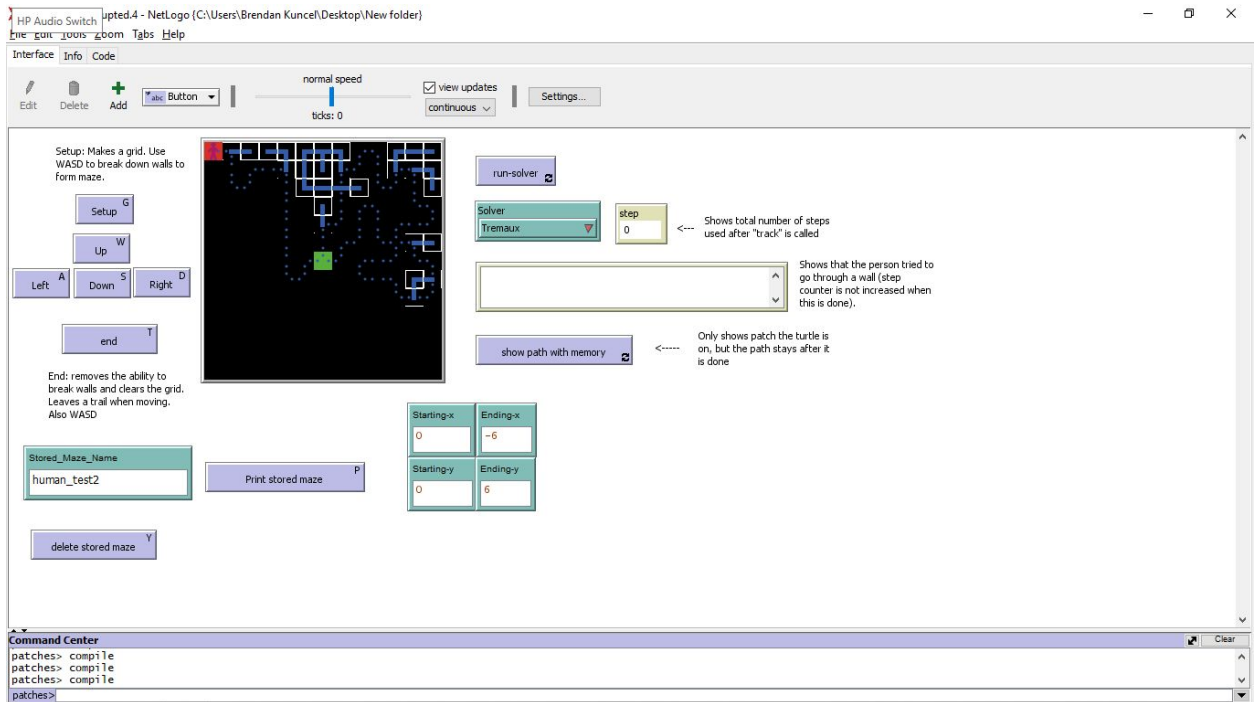 HP Audio Switch
upted.4 - NetLogo {C:\Users\Brendan Kuncel\Desktop\New folder}
File Edit Tools Zoom Tabs Help
Interface Info Code
Edit Delete Add
abc Button
normal speed
ticks: 0
view updates
continuous
Settings...
Setup: Makes a grid. Use
WASD to break down walls to
form maze.
Setup G
Up W
Left A
Down S
Right D
end T
End: removes the ability to
break walls and clears the grid.
Leaves a trail when moving.
Also WASD
run-solver
Solver
Tremaux
step
0
<--- Shows total number of steps
used after "track" is called
Shows that the person tried to
go through a wall (step
counter is not increased when
this is done).
show path with memory
<----- Only shows patch the turtle is
on, but the path stays after it
is done
Starting-x
0
Ending-x
-6
Starting-y
0
Ending-y
6
Stored_Maze_Name
human_test2
Print stored maze P
delete stored maze Y
Command Center
Clear
patches> compile
patches> compile
patches> compile
patches>